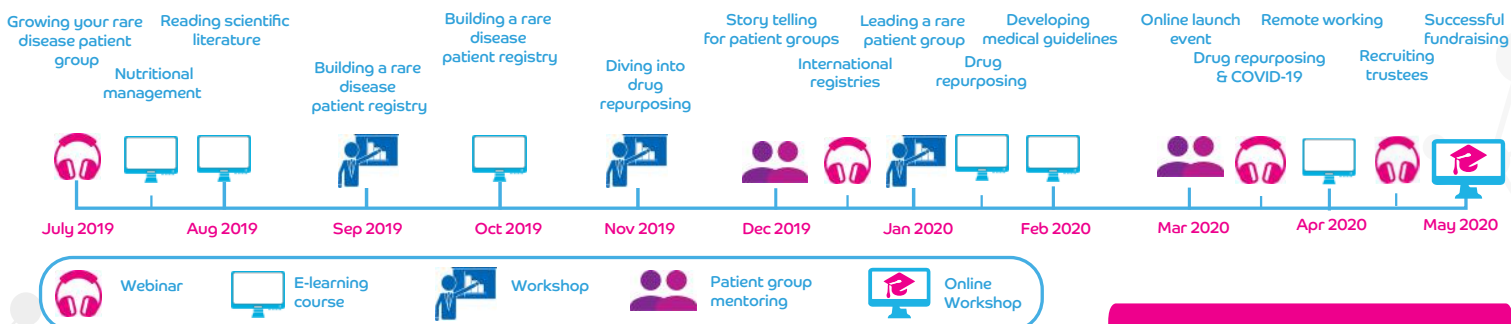 Growing your rare
disease patient
group
Nutritional
management
Reading scientific
literature
Building a rare
disease
patient registry
Building a rare
disease
patient registry
Diving into
drug
repurposing
Story telling
for patient groups
International
registries
Leading a rare
patient group
Drug
repurposing
Developing
medical guidelines
Online launch
event
Drug repurposing
& COVID-19
Remote working
Recruiting
trustees
Successful
fundraising
July 2019
Aug 2019
Sep 2019
Oct 2019
Nov 2019
Dec 2019
Jan 2020
Feb 2020
Mar 2020
Apr 2020
May 2020
Webinar
E-learning
course
Workshop
Patient group
mentoring
Online
Workshop